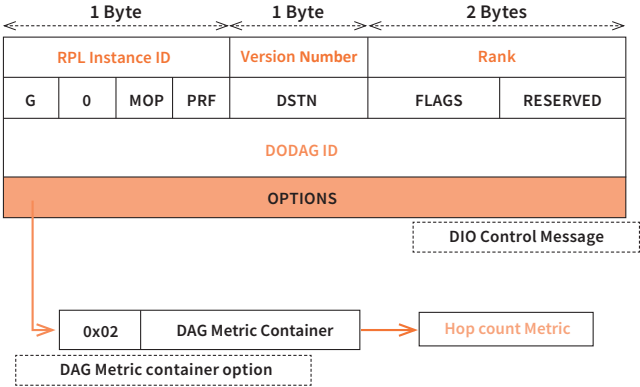 1 Byte 1 Byte 2 Bytes
RPL Instance ID Version Number Rank
G 0 MOP PRF DSTN FLAGS RESERVED
DODAG ID
OPTIONS
DIO Control Message
0x02 DAG Metric Container Hop count Metric
DAG Metric container option